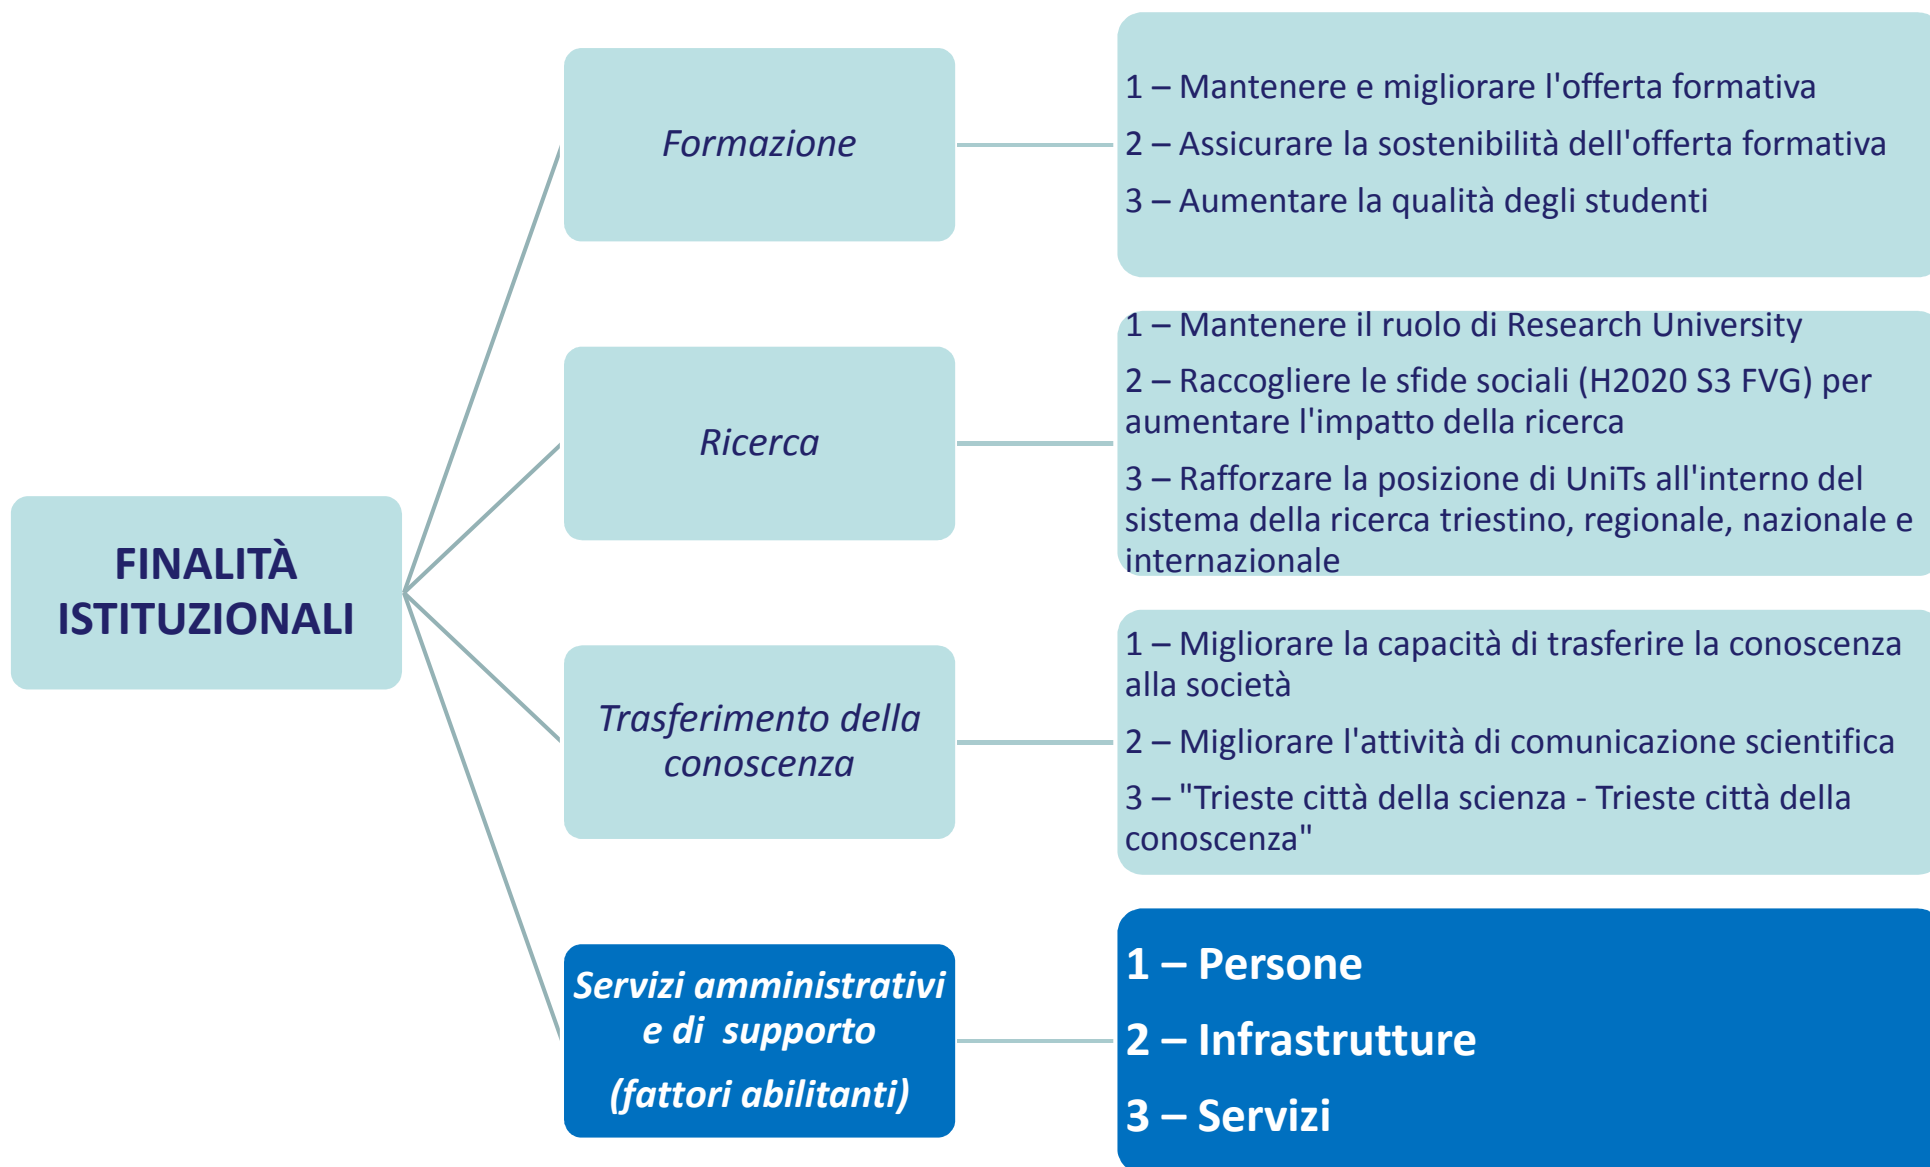 FINALITÀ
ISTITUZIONALI
Formazione
1 – Mantenere e migliorare l'offerta formativa
2 – Assicurare la sostenibilità dell'offerta formativa
3 – Aumentare la qualità degli studenti
Ricerca
1 – Mantenere il ruolo di Research University
2 – Raccogliere le sfide sociali (H2020 S3 FVG) per
aumentare l'impatto della ricerca
3 – Rafforzare la posizione di UniTs all'interno del
sistema della ricerca triestino, regionale, nazionale e
internazionale
Trasferimento della
conoscenza
1 – Migliorare la capacità di trasferire la conoscenza
alla società
2 – Migliorare l'attività di comunicazione scientifica
3 – "Trieste città della scienza - Trieste città della
conoscenza"
Servizi amministrativi
e di supporto
(fattori abilitanti)
1 – Persone
2 – Infrastrutture
3 – Servizi